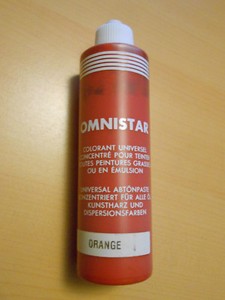 OMNISTAR
COLORANT UNIVERSEL
CONCENTRÉ POUR TEINTER
TOUTES PEINTURES GRASSES
OU EN ÉMULSION
UNIVERSAL ABTÖNPASTE
KONZENTRIERT FÜR ALLE
KUNSTHARZ UND
DISPERSIONSFARBEN
ORANGE